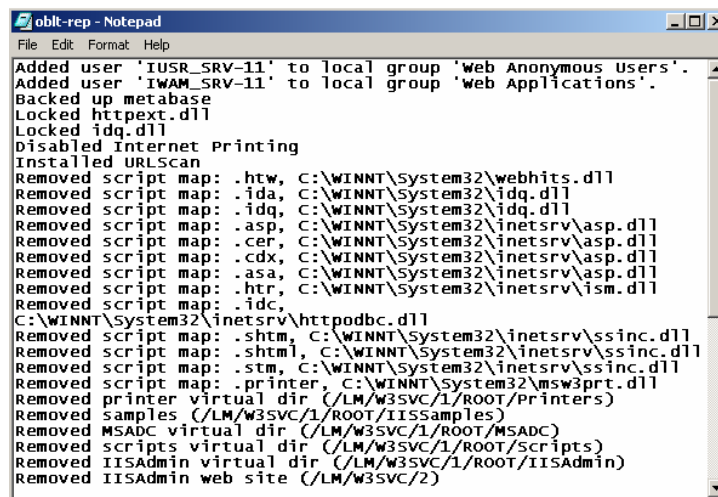 oblt-rep - Notepad
File Edit Format Help
Added user 'IUSR_SRV-11' to local group 'Web Anonymous Users'.
Added user 'IWAM_SRV-11' to local group 'Web Applications'.
Backed up metabase
Locked httpext.dll
Locked idq.dll
Disabled Internet Printing
Installed URLScan
Removed script map: .htw, C:\WINNT\System32\webhits.dll
Removed script map: .ida, C:\WINNT\System32\idq.dll
Removed script map: .idq, C:\WINNT\System32\idq.dll
Removed script map: .asp, C:\WINNT\System32\inetsrv\asp.dll
Removed script map: .cer, C:\WINNT\System32\inetsrv\asp.dll
Removed script map: .cdx, C:\WINNT\System32\inetsrv\asp.dll
Removed script map: .asa, C:\WINNT\System32\inetsrv\asp.dll
Removed script map: .htr, C:\WINNT\System32\inetsrv\ism.dll
Removed script map: .idc,
C:\WINNT\System32\inetsrv\httpodbc.dll
Removed script map: .shtm, C:\WINNT\System32\inetsrv\ssinc.dll
Removed script map: .shtml, C:\WINNT\System32\inetsrv\ssinc.dll
Removed script map: .stm, C:\WINNT\System32\inetsrv\ssinc.dll
Removed script map: .printer, C:\WINNT\System32\msw3prt.dll
Removed printer virtual dir (/LM/W3SVC/1/ROOT/Printers)
Removed samples (/LM/W3SVC/1/ROOT/IISSamples)
Removed MSADC virtual dir (/LM/W3SVC/1/ROOT/MSADC)
Removed scripts virtual dir (/LM/W3SVC/1/ROOT/Scripts)
Removed IISAdmin virtual dir (/LM/W3SVC/1/ROOT/IISAdmin)
Removed IISAdmin web site (/LM/W3SVC/2)